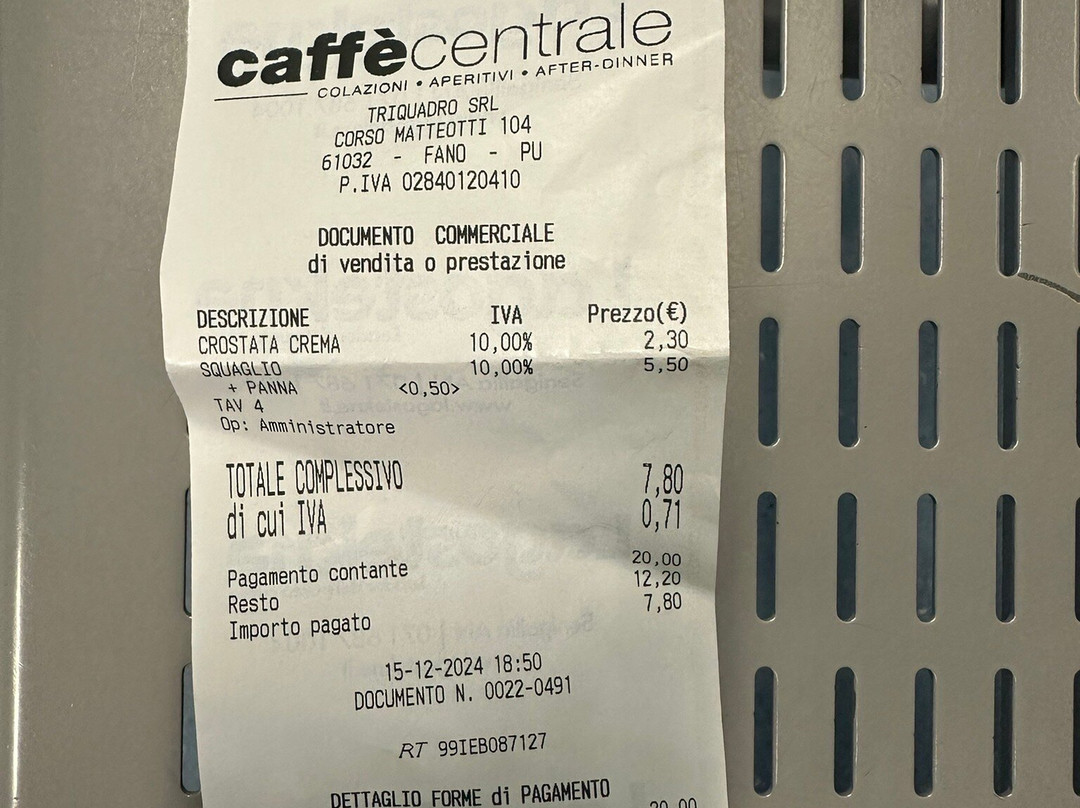 caffècentrale
COLAZIONI • APERITIVI • AFTER-DINNER
TRIQUADRO SRL
CORSO MATTEOTTI 104
61032 - FANO - PU
P.IVA 02840120410
DOCUMENTO COMMERCIALE
di vendita o prestazione
DESCRIZIONE IVA Prezzo(€)
CROSTATA CREMA 10,00% 2,30
SQUAGLIO 10,00% 5,50
+ PANNA <0,50>
TAV 4
Op: Amministratore
TOTALE COMPLESSIVO 7,80
di cui IVA 0,71
Pagamento contante 20,00
Resto 12,20
Importo pagato 7,80
15-12-2024 18:50
DOCUMENTO N. 0022-0491
RT 99IEB087127
DETTAGLIO FORME di PAGAMENTO
20,00